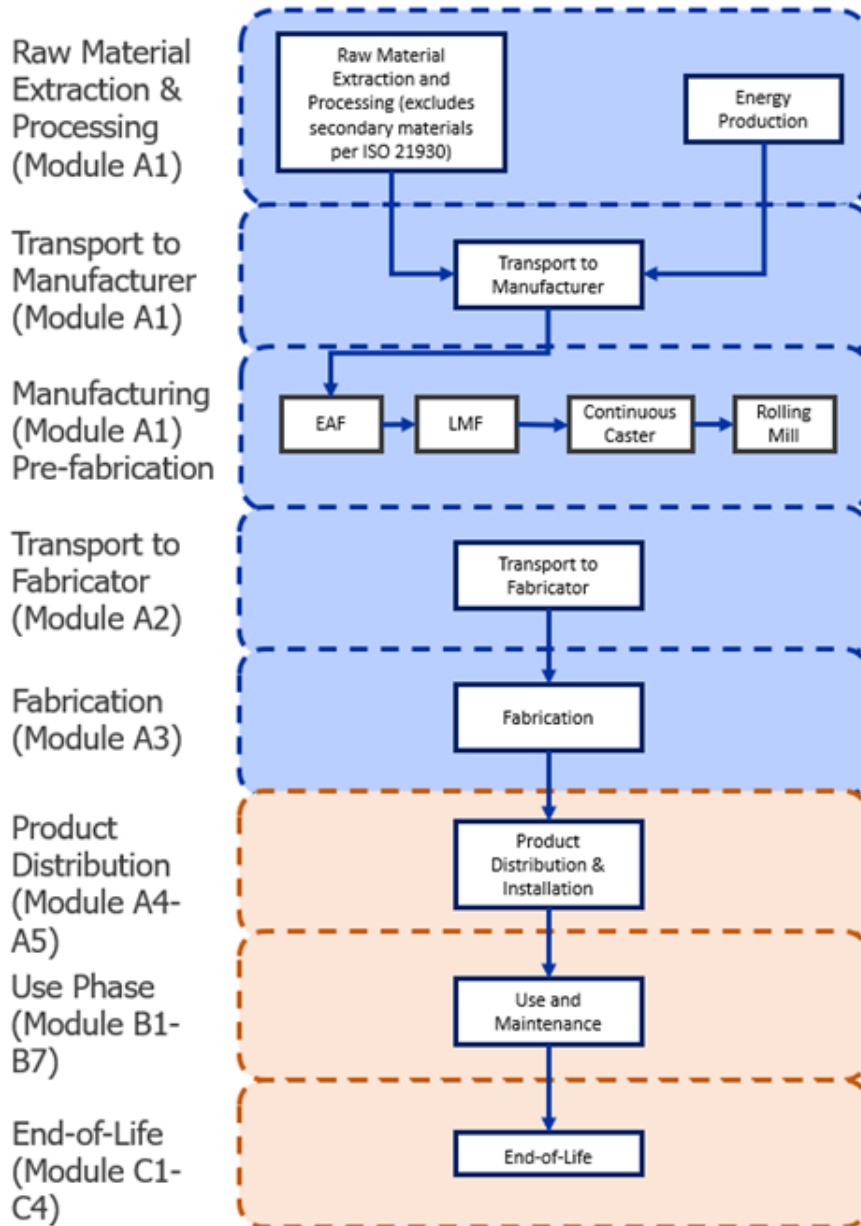 Raw Material
Extraction &
Processing
(Module A1)
Raw Material
Extraction and
Processing (excludes
secondary materials
per ISO 21930)
Energy
Production
Transport to
Manufacturer
(Module A1)
Transport to
Manufacturer
Manufacturing
(Module A1)
Pre-fabrication
EAF
LMF
Continuous
Caster
Rolling
Mill
Transport to
Fabricator
(Module A2)
Transport to
Fabricator
Fabrication
(Module A3)
Fabrication
Product
Distribution
(Module A4-
A5)
Product
Distribution &
Installation
Use Phase
(Module B1-
B7)
Use and
Maintenance
End-of-Life
(Module C1-
C4)
End-of-Life